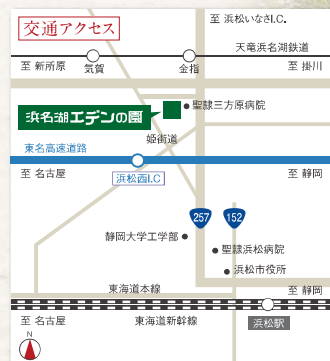 交通アクセス
至 浜松いなさI.C.
天竜浜名湖鉄道
至 新所原
気賀
金指
至 掛川
浜名湖エデンの園
聖隷三方原病院
姫街道
東名高速道路
至 名古屋
浜松西I.C
至 静岡
257
152
静岡大学工学部
聖隷浜松病院
浜松市役所
東海道本線
至 静岡
至 名古屋
東海道新幹線
浜松駅
N